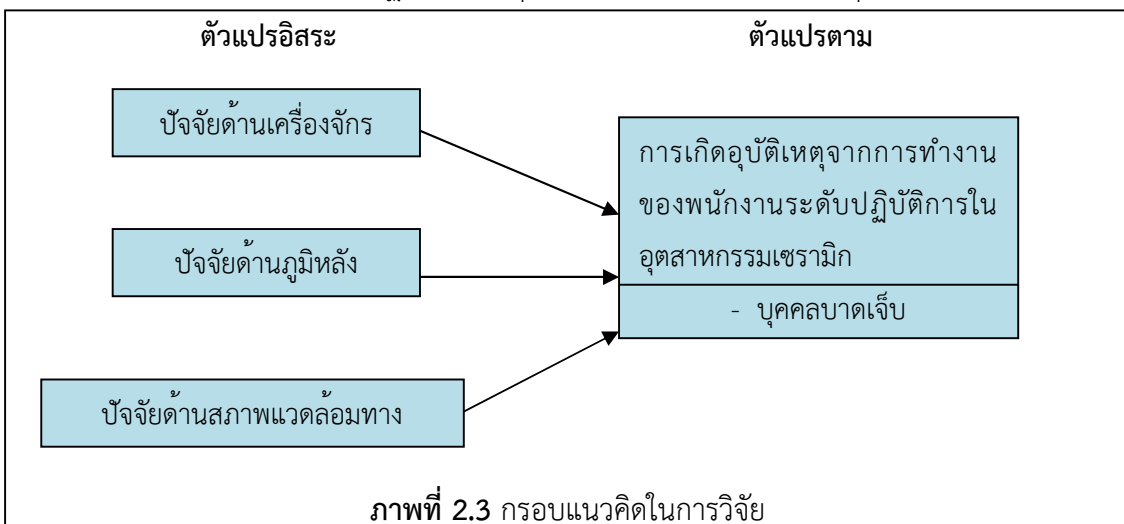 ตัวแปรอิสระ
ตัวแปรตาม
ปัจจัยด้านเครื่องจักร
การเกิดอุบัติเหตุจากการทำงาน
ของพนักงานระดับปฏิบัติการใน
อุตสาหกรรมเซรามิก
ปัจจัยด้านภูมิหลัง
- บุคคลบาดเจ็บ
ปัจจัยด้านสภาพแวดล้อมทาง
ภาพที่ 2.3 กรอบแนวคิดในการวิจัย